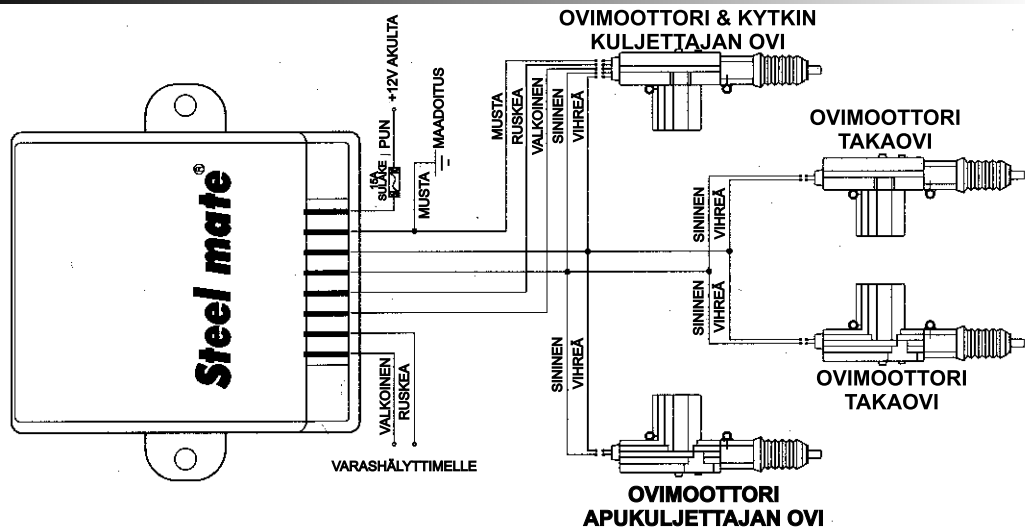 OVIMOOTTORI & KYTKIN
KULJETTAJAN OVI
+12V AKULTA
PUN
15A
SULAKE
MAADOITUS
MUSTA
MUSTA
RUSKEA
VALKOINEN
SININEN
VIHREÄ
OVIMOOTTORI
TAKAOVI
Steel mate®
SININEN
VIHREÄ
SININEN
VIHREÄ
OVIMOOTTORI
TAKAOVI
SININEN
VIHREÄ
VALKOINEN
RUSKEA
VARASHÄLYTTIMELLE
OVIMOOTTORI
APUKULJETTAJAN OVI